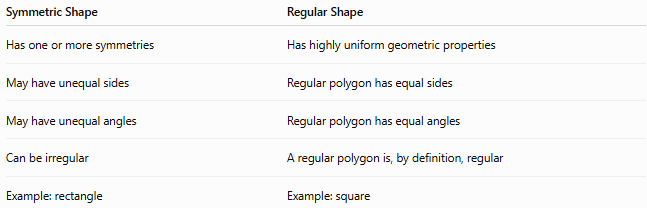 Symmetric Shape Regular Shape
Has one or more symmetries Has highly uniform geometric properties
May have unequal sides Regular polygon has equal sides
May have unequal angles Regular polygon has equal angles
Can be irregular A regular polygon is, by definition, regular
Example: rectangle Example: square